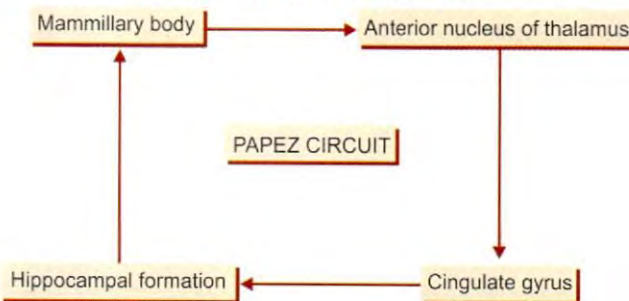 Mammillary body
Anterior nucleus of thalamus
PAPEZ CIRCUIT
Hippocampal formation
Cingulate gyrus